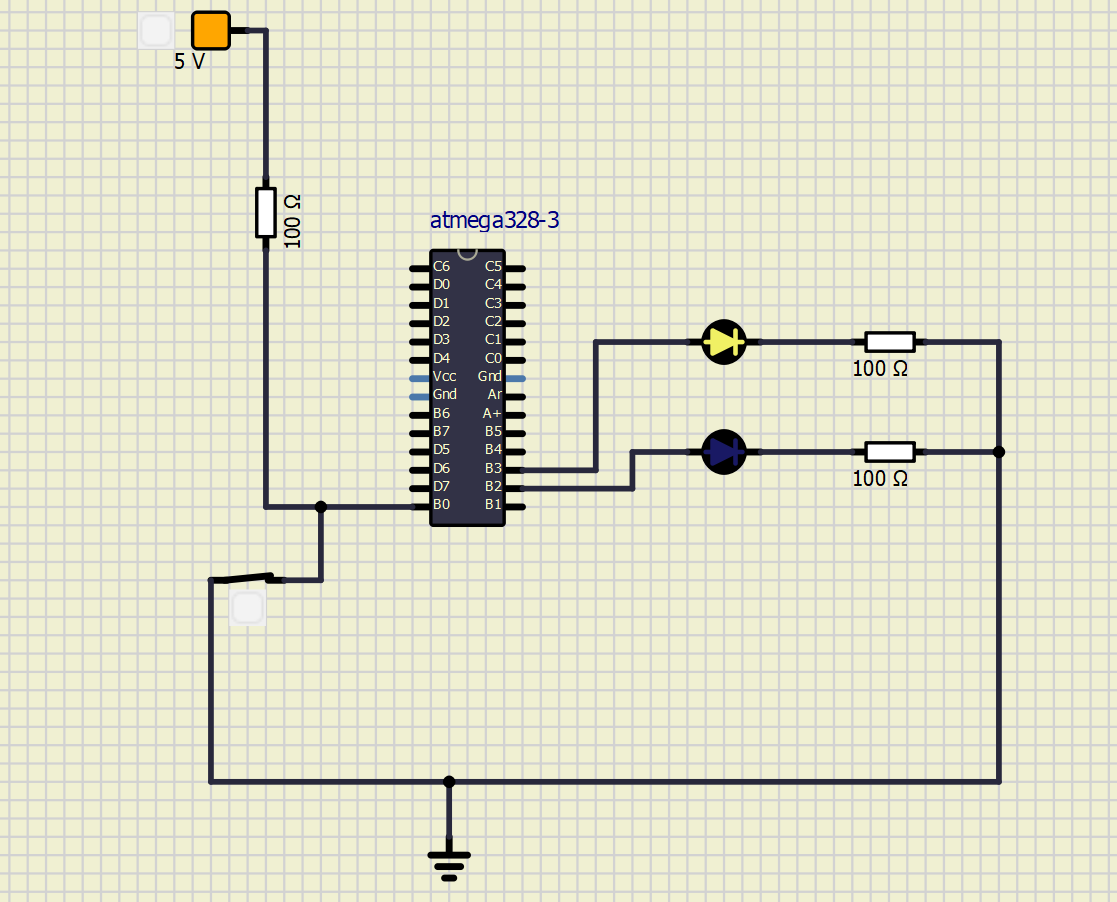 5 V
100 Ω
atmega328-3
C6 C5
D0 C4
D1 C3
D2 C2
D3 C1
D4 C0
Vcc Gnd
Gnd Ar
B6 A+
B7 B5
D5 B4
D6 B3
D7 B2
B0 B1
100 Ω
100 Ω